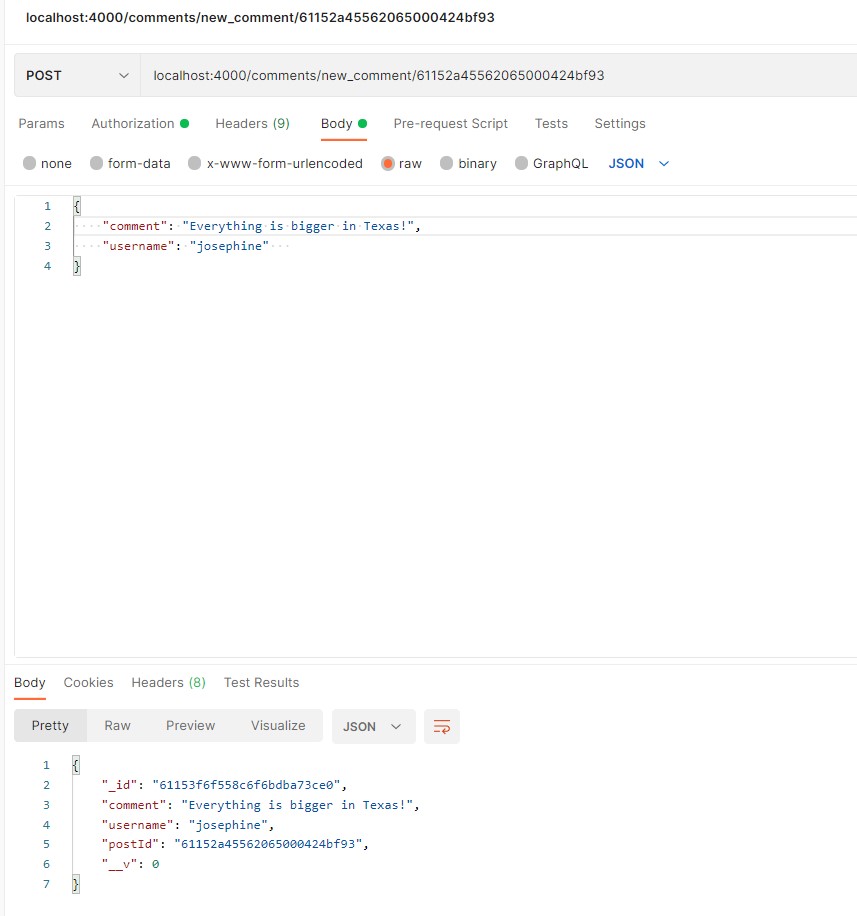 localhost:4000/comments/new_comment/61152a45562065000424bf93
POST localhost:4000/comments/new_comment/61152a45562065000424bf93
Params Authorization Headers (9) Body Pre-request Script Tests Settings
none form-data x-www-form-urlencoded raw binary GraphQL JSON
1 {
2 "comment": "Everything is bigger in Texas!",
3 "username": "josephine"
4 }
Body Cookies Headers (8) Test Results
Pretty Raw Preview Visualize JSON
1 {
2 "_id": "61153f6f558c6f6bdba73ce0",
3 "comment": "Everything is bigger in Texas!",
4 "username": "josephine",
5 "postId": "61152a45562065000424bf93",
6 "__v": 0
7 }